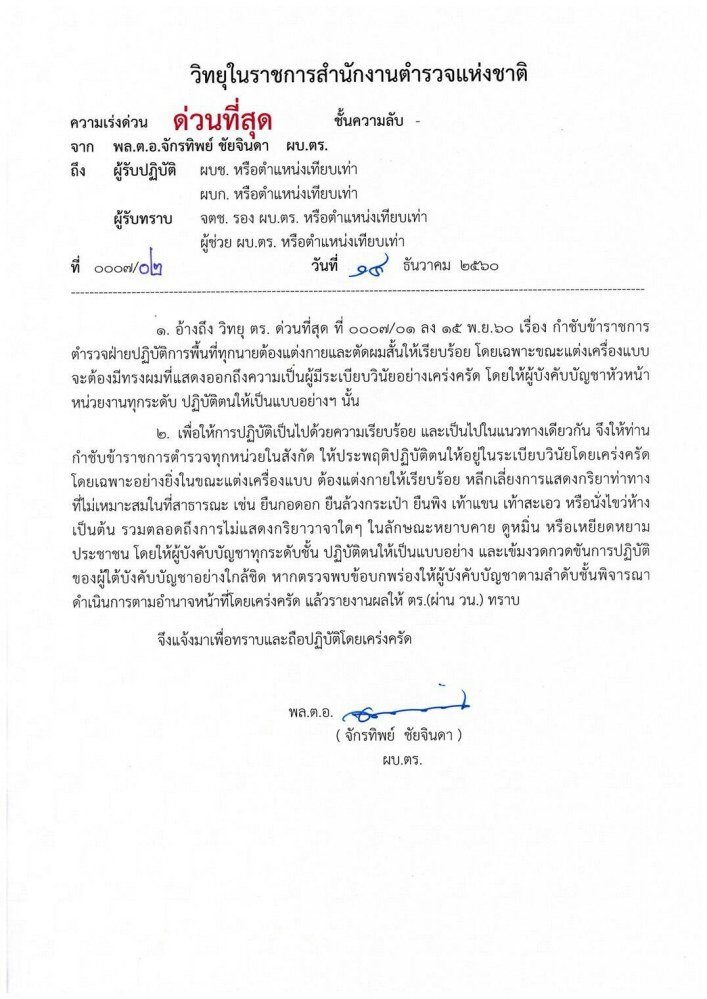 วิทยุในราชการสำนักงานตำรวจแห่งชาติ
ความเร่งด่วน ด่วนที่สุด ชั้นความลับ -
จาก พล.ต.อ.จักรทิพย์ ชัยจินดา ผบ.ตร.
ถึง ผู้รับปฏิบัติ ผบช. หรือตำแหน่งเทียบเท่า
ผบก. หรือตำแหน่งเทียบเท่า
ผู้รับทราบ จตช. รอง ผบ.ตร. หรือตำแหน่งเทียบเท่า
ผู้ช่วย ผบ.ตร. หรือตำแหน่งเทียบเท่า
ที่ ๐๐๐๗/๐๒ วันที่ ๑๘ ธันวาคม ๒๕๖๐
๑. อ้างถึง วิทยุ ตร. ด่วนที่สุด ที่ ๐๐๐๗/๐๑ ลง ๑๕ พ.ย.๖๐ เรื่อง กำชับข้าราชการ
ตำรวจฝ่ายปฏิบัติการพื้นที่ทุกนายต้องแต่งกายและตัดผมสั้นให้เรียบร้อย โดยเฉพาะขณะแต่งเครื่องแบบ
จะต้องมีทรงผมที่แสดงออกถึงความเป็นผู้มีระเบียบวินัยอย่างเคร่งครัด โดยให้ผู้บังคับบัญชาหัวหน้า
หน่วยงานทุกระดับ ปฏิบัติตนให้เป็นแบบอย่างฯ นั้น
๒. เพื่อให้การปฏิบัติเป็นไปด้วยความเรียบร้อย และเป็นไปในแนวทางเดียวกัน จึงให้ท่าน
กำชับข้าราชการตำรวจทุกหน่วยในสังกัด ให้ประพฤติปฏิบัติตนให้อยู่ในระเบียบวินัยโดยเคร่งครัด
โดยเฉพาะอย่างยิ่งในขณะแต่งเครื่องแบบ ต้องแต่งกายให้เรียบร้อย หลีกเลี่ยงการแสดงกริยาท่าทาง
ที่ไม่เหมาะสมในที่สาธารณะ เช่น ยืนกอดอก ยืนล้วงกระเป๋า ยืนพิง เท้าแขน เท้าสะเอว หรือนั่งไขว่ห้าง
เป็นต้น รวมตลอดถึงการไม่แสดงกริยาวาจาใดๆ ในลักษณะหยาบคาย ดูหมิ่น หรือเหยียดหยาม
ประชาชน โดยให้ผู้บังคับบัญชาทุกระดับชั้น ปฏิบัติตนให้เป็นแบบอย่าง และเข้มงวดกวดขันการปฏิบัติ
ของผู้ใต้บังคับบัญชาอย่างใกล้ชิด หากตรวจพบข้อบกพร่องให้ผู้บังคับบัญชาตามลำดับชั้นพิจารณา
ดำเนินการตามอำนาจหน้าที่โดยเคร่งครัด แล้วรายงานผลให้ ตร.(ผ่าน วน.) ทราบ
จึงแจ้งมาเพื่อทราบและถือปฏิบัติโดยเคร่งครัด
พล.ต.อ.
( จักรทิพย์ ชัยจินดา )
ผบ.ตร.